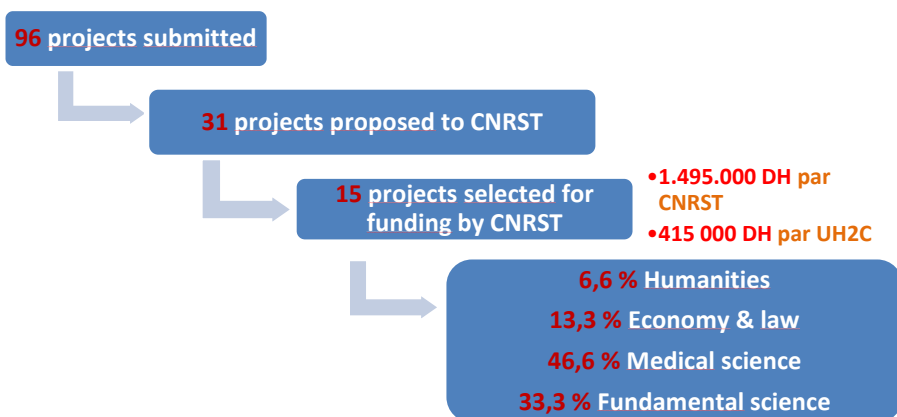 96 projects submitted
31 projects proposed to CNRST
15 projects selected for
funding by CNRST
•1.495.000 DH par
CNRST
•415 000 DH par UH2C
6,6 % Humanities
13,3 % Economy & law
46,6 % Medical science
33,3 % Fundamental science